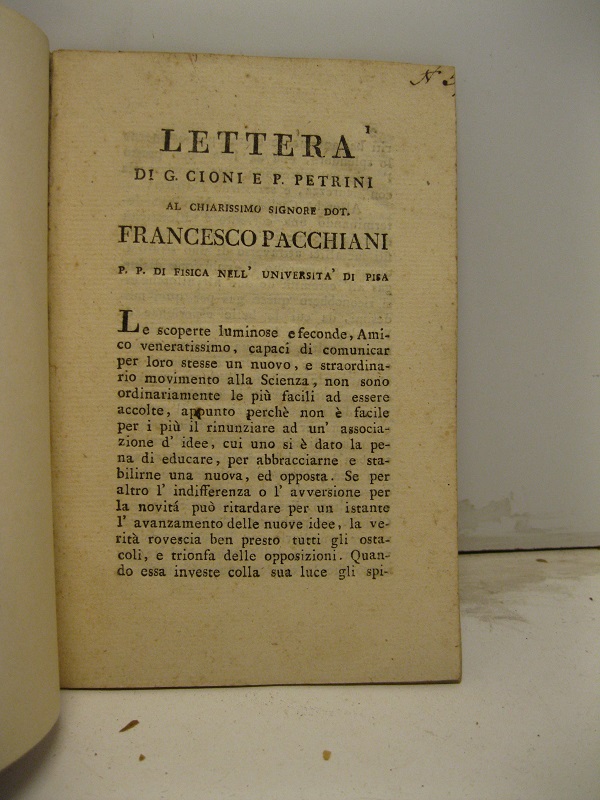 N
1
LETTERA
DI G. CIONI E P. PETRINI
AL CHIARISSIMO SIGNORE DOT.
FRANCESCO PACCHIANI
P. P. DI FISICA NELL' UNIVERSITA' DI PISA
Le scoperte luminose e feconde, Ami-
co veneratissimo, capaci di comunicar
per loro stesse un nuovo, e straordina-
rio movimento alla Scienza, non sono
ordinariamente le più facili ad essere
accolte, appunto perchè non è facile
per i più il rinunziare ad un' associa-
zione d' idee, cui uno si è dato la pe-
na di educare, per abbracciarne e sta-
bilirne una nuova, ed opposta. Se per
altro l' indifferenza o l' avversione per
la novitá può ritardare per un istante
l' avanzamento delle nuove idee, la ve-
rità rovescia ben presto tutti gli osta-
coli, e trionfa delle opposizioni. Quan-
do essa investe colla sua luce gli spi-